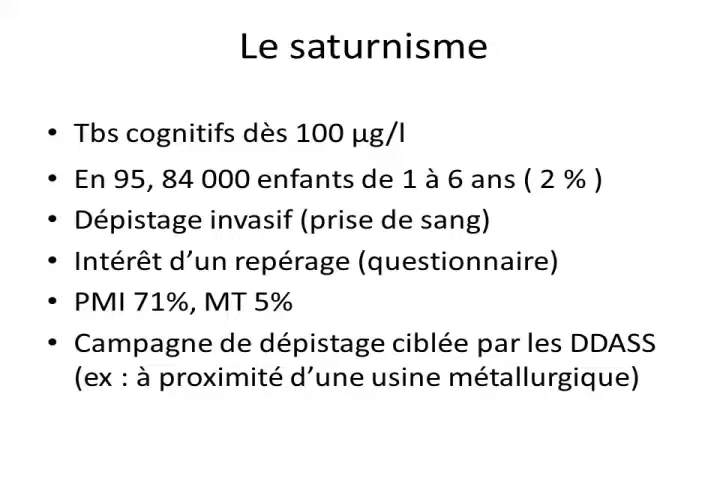 Le saturnisme
• Tbs cognitifs dès 100 µg/l
• En 95, 84 000 enfants de 1 à 6 ans ( 2 % )
• Dépistage invasif (prise de sang)
• Intérêt d’un repérage (questionnaire)
• PMI 71%, MT 5%
• Campagne de dépistage ciblée par les DDASS
(ex : à proximité d’une usine métallurgique)